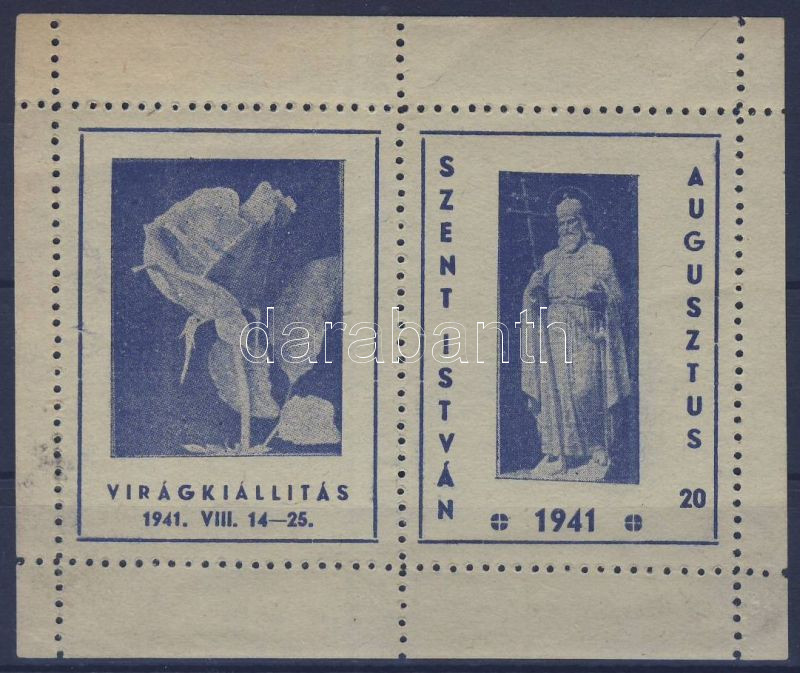 VIRÁGKIÁLLITÁS
1941. VIII. 14—25.
SZENT ISTVÁN
AUGUSZTUS 20
1941
darabanth